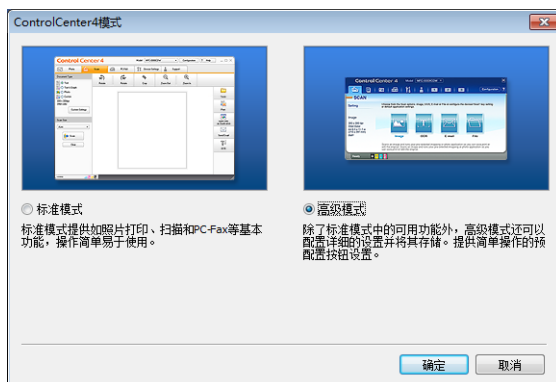 ControlCenter4模式
Control Center 4
ControlCenter4
SCAN
标准模式
标准模式提供如照片打印、扫描和PC-Fax等基本
功能，操作简单易于使用。
高级模式
除了标准模式中的可用功能外，高级模式还可以
配置详细的设置并将其存储。提供简单操作的预
配置按钮设置。
确定
取消